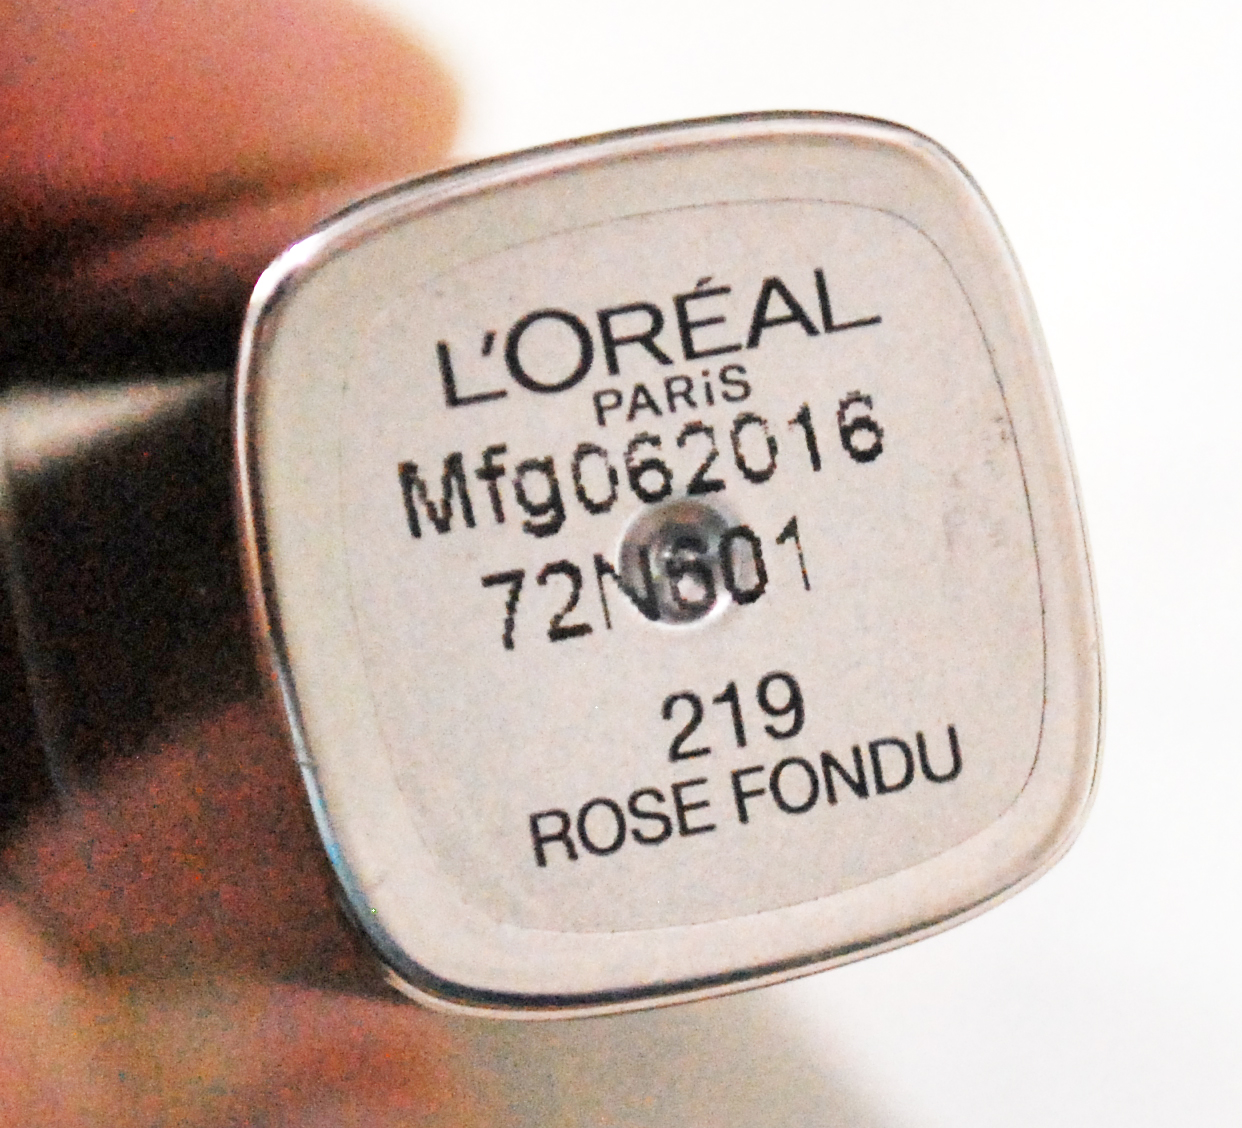 L'ORÉAL
PARiS
Mfg062016
72N601
219
ROSE FONDU